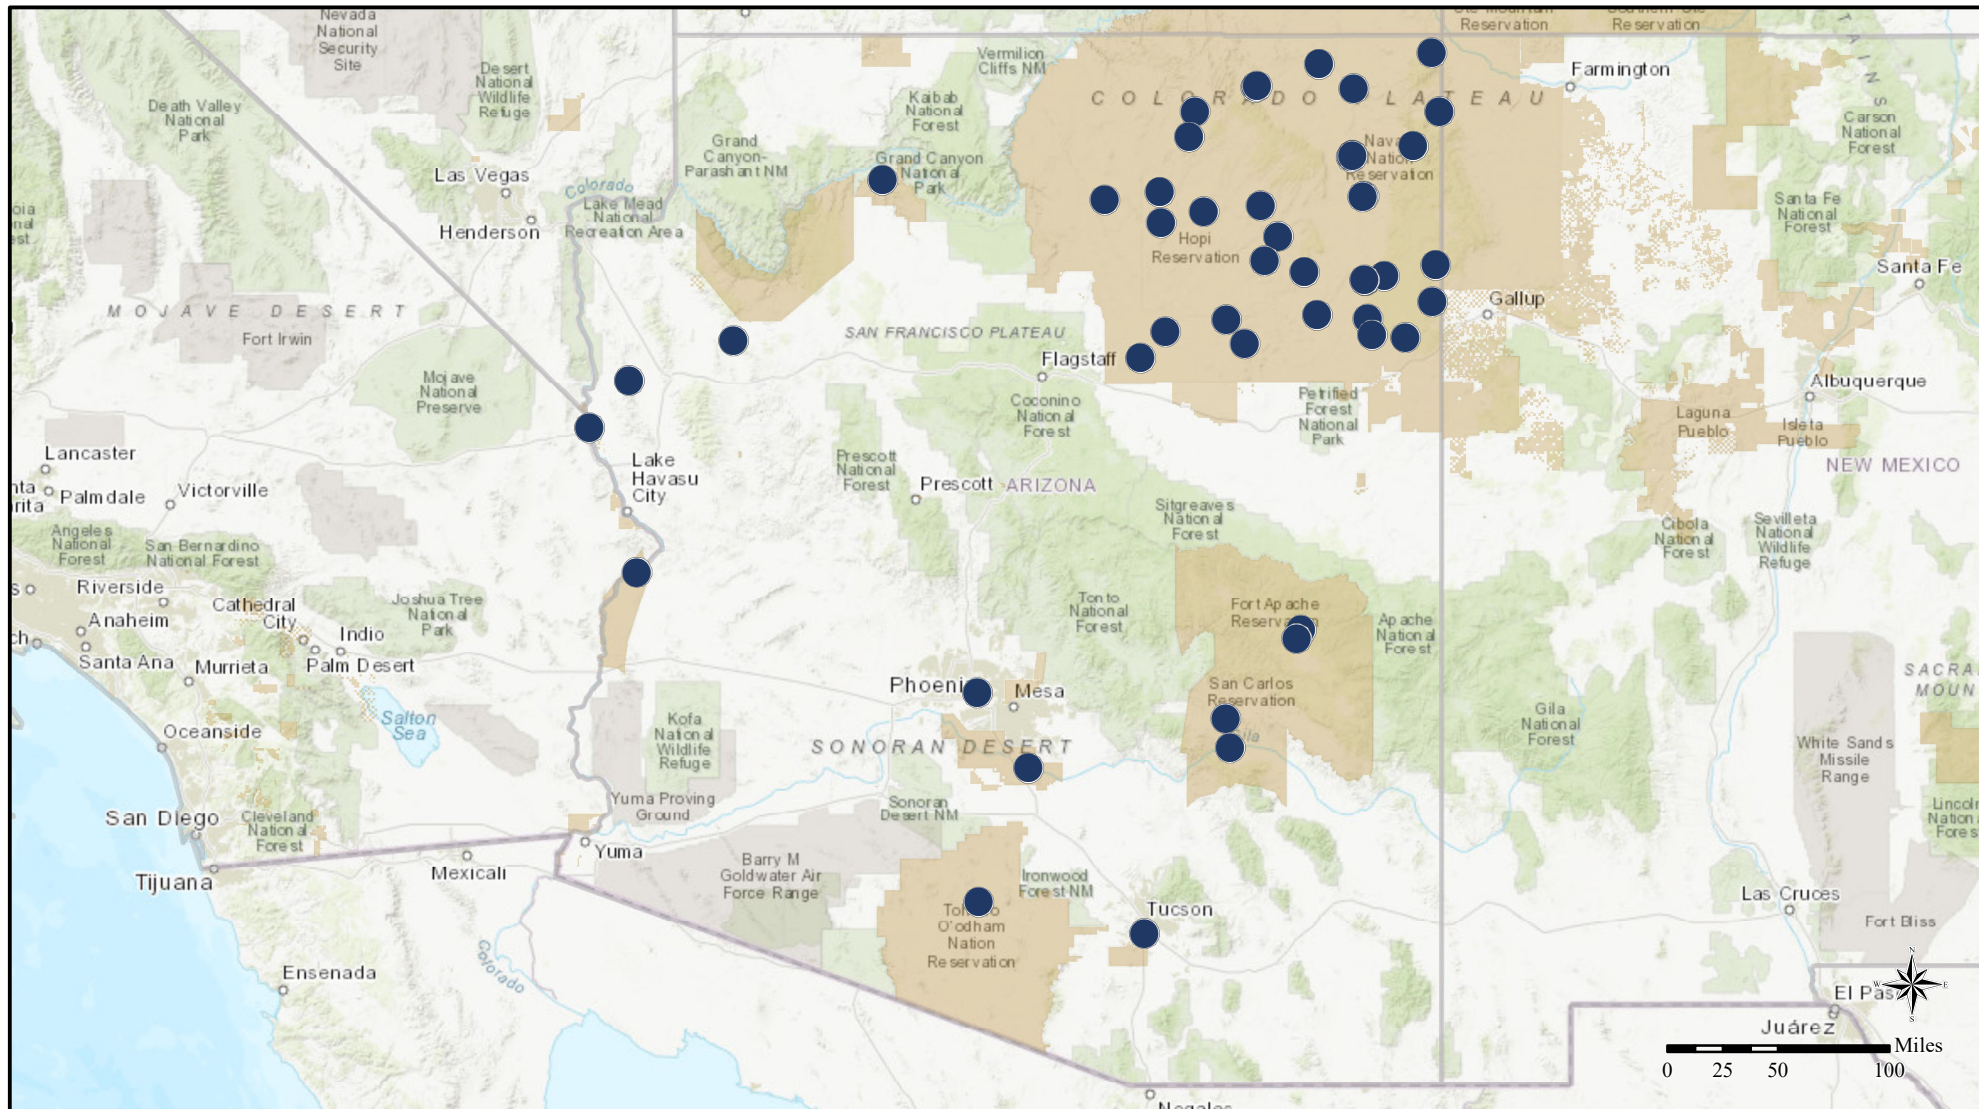 Nevada
National
Security
Site
Desert
National
Wildlife
Refuge
Death Valley
National
Park
Vermilion
Cliffs NM
Kaibab
National
Forest
Grand
Canyon-
Parashant NM
Grand Canyon
National
Park
Reservation
Reservation
Farmington
COLORADO PLATEAU
Carson
National
Forest
Nation
Reservation
Las Vegas
Henderson
Colorado
Lake Mead
National
Recreation Area
Hopi
Reservation
Santa Fe
National
Forest
Santa Fe
Gallup
MOJAVE DESERT
Fort Irwin
SAN FRANCISCO PLATEAU
Flagstaff
Mojave
National
Preserve
Coconino
National
Forest
Petrified
Forest
National
Park
Albuquerque
Laguna
Pueblo
Isleta
Pueblo
NEW MEXICO
Lancaster
Palmdale
Victorville
Lake
Havasu
City
Prescott
National
Forest
Prescott
ARIZONA
Sitgreaves
National
Forest
Cibola
National
Forest
Sevilleta
National
Wildlife
Refuge
Angeles
National
Forest
San Bernardino
National Forest
Riverside
Anaheim
Santa Ana
Cathedral
City
Indio
Palm Desert
Murrieta
Joshua Tree
National
Park
Tonto
National
Forest
Fort Apache
Apache
National
Forest
San Carlos
Reservation
Phoenix
Mesa
Gila
Gila
National
Forest
White Sands
Missile
Range
Oceanside
Salton
Sea
Kofa
National
Wildlife
Refuge
SONORAN DESERT
Yuma Proving
Ground
Sonoran
Desert NM
San Diego
Cleveland
National
Forest
Tijuana
Mexicali
Yuma
Barry M
Goldwater Air
Force Range
Ironwood
Forest NM
O'odham
Nation
Reservation
Tucson
Las Cruces
Fort Bliss
Ensenada
Colorado
El Paso
Juárez
N
W E
S
Miles
0 25 50 100